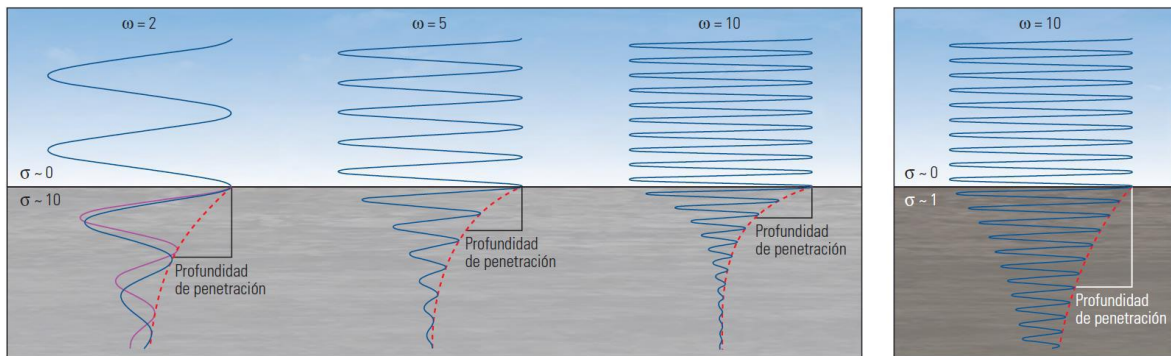 ω = 2
ω = 5
ω = 10
ω = 10
σ ~ 0
σ ~ 10
Profundidad
de penetración
Profundidad
de penetración
Profundidad
de penetración
σ ~ 0
σ ~ 1
Profundidad
de penetración